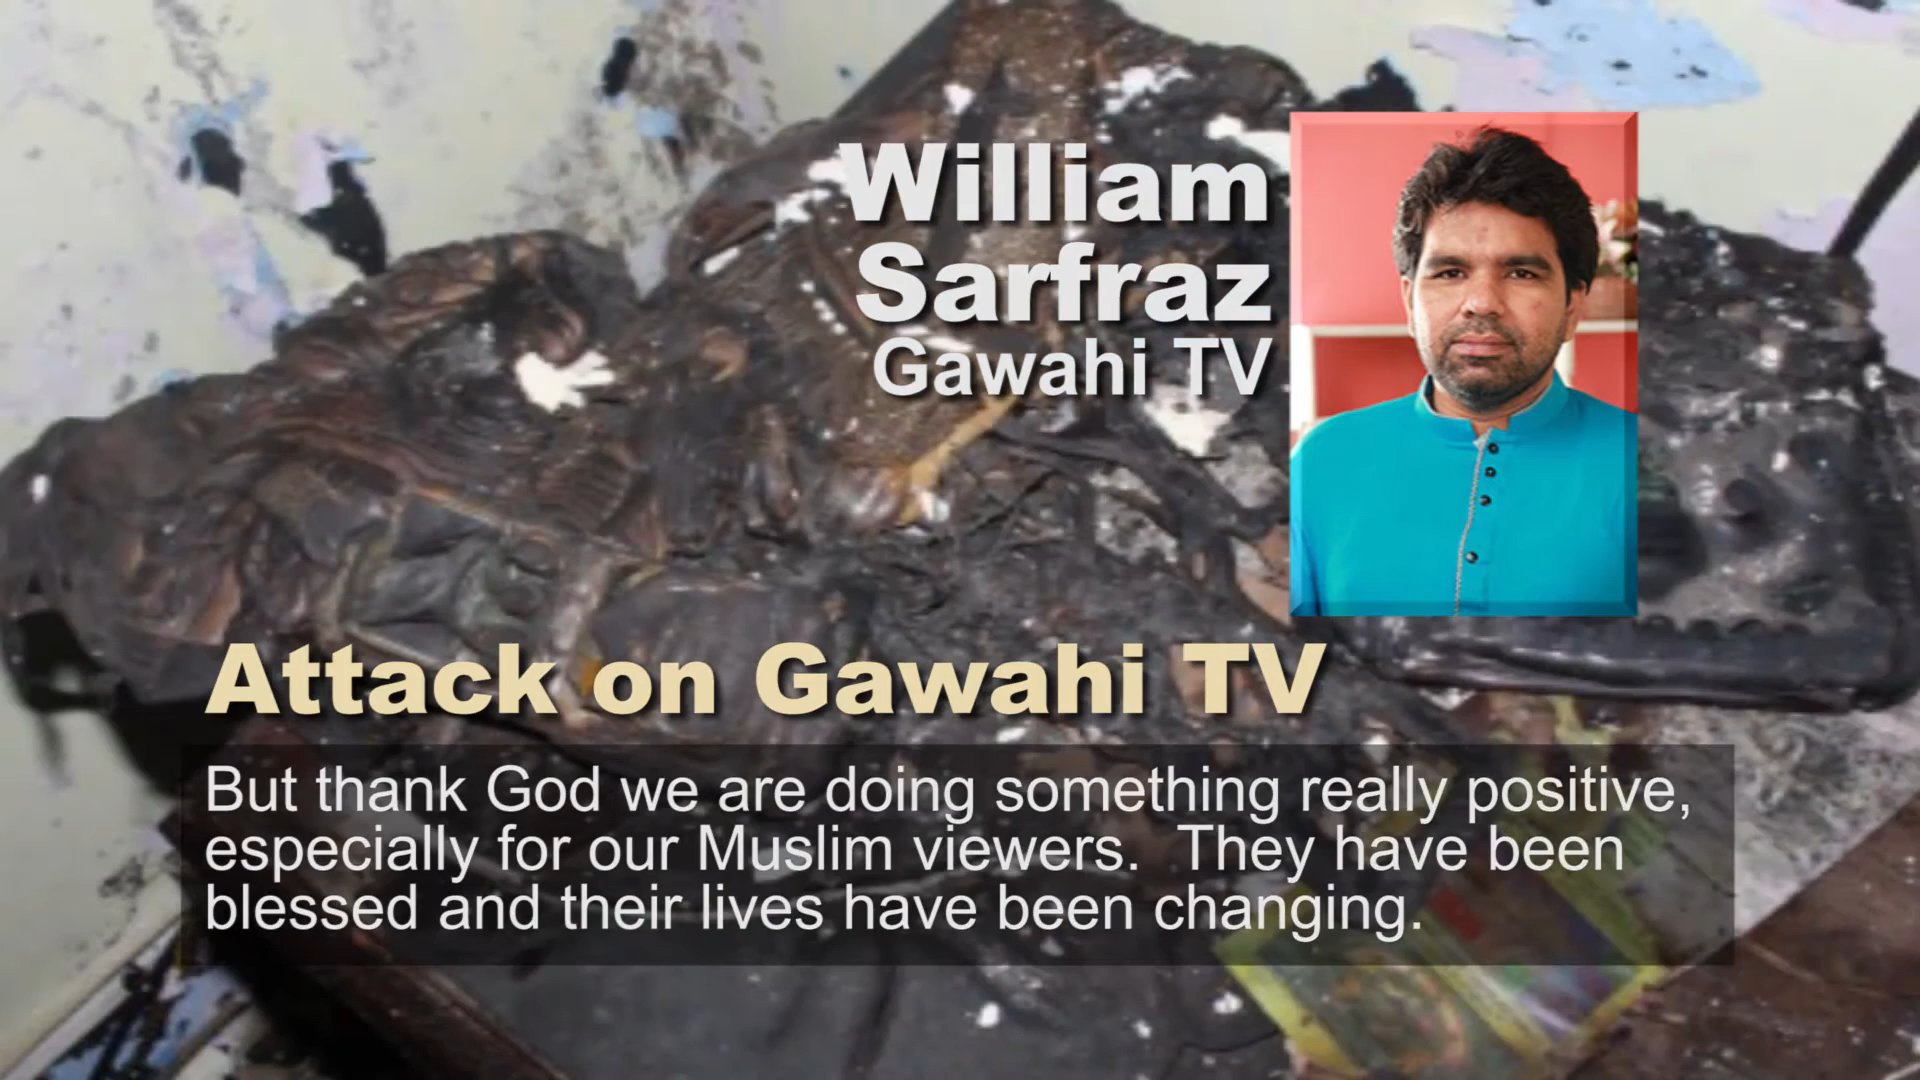 William
Sarfraz
Gawahi TV
Attack on Gawahi TV
But thank God we are doing something really positive,
especially for our Muslim viewers.  They have been
blessed and their lives have been changing.